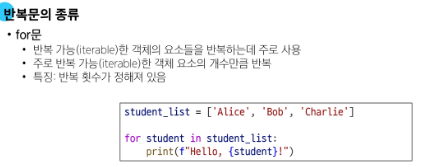 반복문의 종류
• for문
• 반복 가능(iterable)한 객체의 요소들을 반복하는데 주로 사용
• 주로 반복 가능(iterable)한 객체 요소의 개수만큼 반복
• 특징: 반복 횟수가 정해져 있음
student_list = ['Alice', 'Bob', 'Charlie']
for student in student_list:
    print(f"Hello, {student}!")